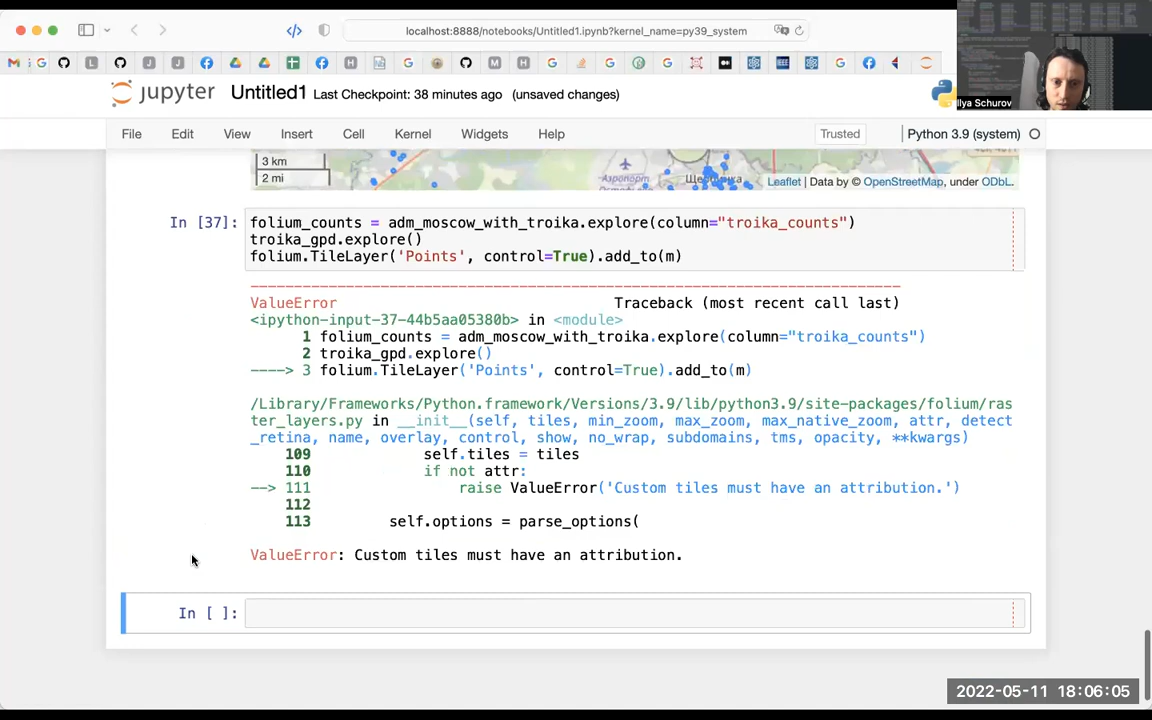 localhost:8888/notebooks/Untitled1.ipynb?kernel_name=py39_system
jupyter Untitled1 Last Checkpoint: 38 minutes ago (unsaved changes)
Ilya Schurov
File Edit View Insert Cell Kernel Widgets Help Trusted Python 3.9 (system)
3 km
2 mi
Leaflet | Data by © OpenStreetMap, under ODbL.
In [37]: folium_counts = adm_moscow_with_troika.explore(column="troika_counts")
troika_gpd.explore()
folium.TileLayer('Points', control=True).add_to(m)
---------------------------------------------------------------------------
ValueError Traceback (most recent call last)
<ipython-input-37-44b5aa05380b> in <module>
1 folium_counts = adm_moscow_with_troika.explore(column="troika_counts")
2 troika_gpd.explore()
----> 3 folium.TileLayer('Points', control=True).add_to(m)
/Library/Frameworks/Python.framework/Versions/3.9/lib/python3.9/site-packages/folium/ras
ter_layers.py in __init__(self, tiles, min_zoom, max_zoom, max_native_zoom, attr, detect
_retina, name, overlay, control, show, no_wrap, subdomains, tms, opacity, **kwargs)
109 self.tiles = tiles
110 if not attr:
--> 111 raise ValueError('Custom tiles must have an attribution.')
112
113 self.options = parse_options(
ValueError: Custom tiles must have an attribution.
In [ ]:
2022-05-11 18:06:05